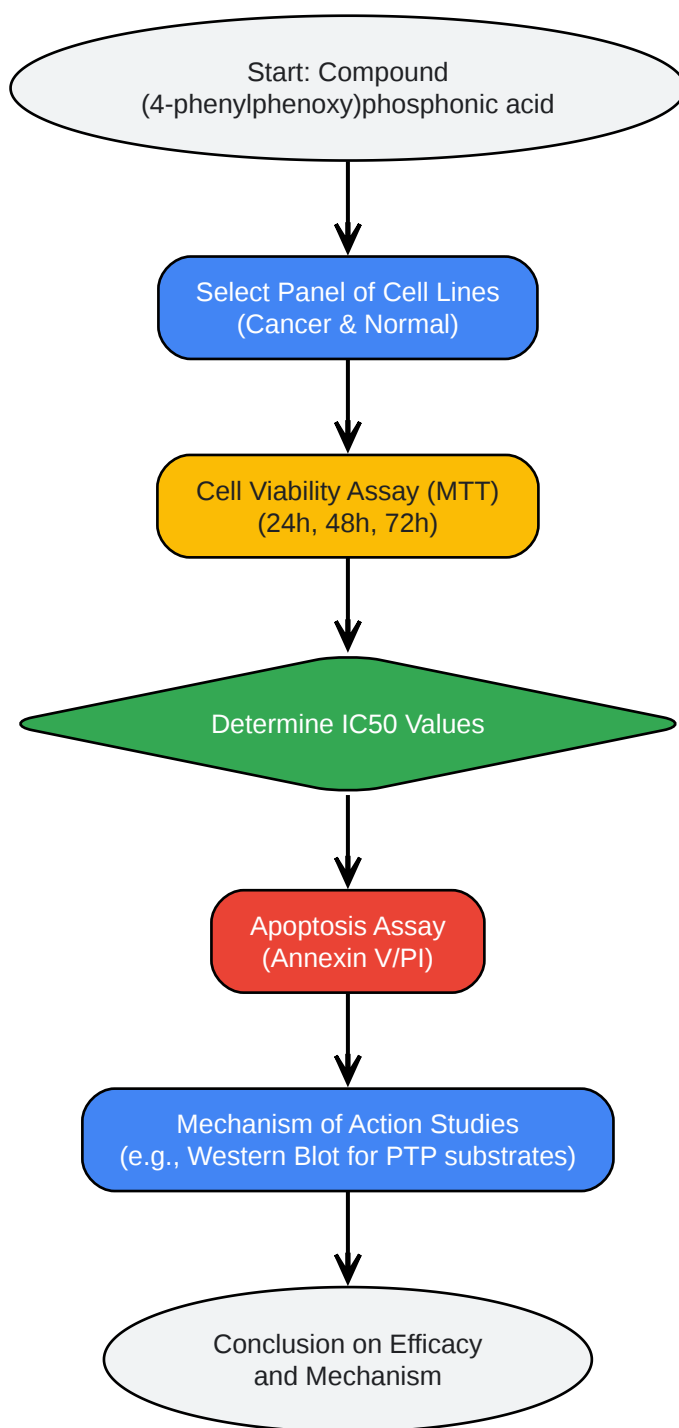 Start: Compound
(4-phenylphenoxy)phosphonic acid
Select Panel of Cell Lines
(Cancer & Normal)
Cell Viability Assay (MTT)
(24h, 48h, 72h)
Determine IC50 Values
Apoptosis Assay
(Annexin V/PI)
Mechanism of Action Studies
(e.g., Western Blot for PTP substrates)
Conclusion on Efficacy
and Mechanism